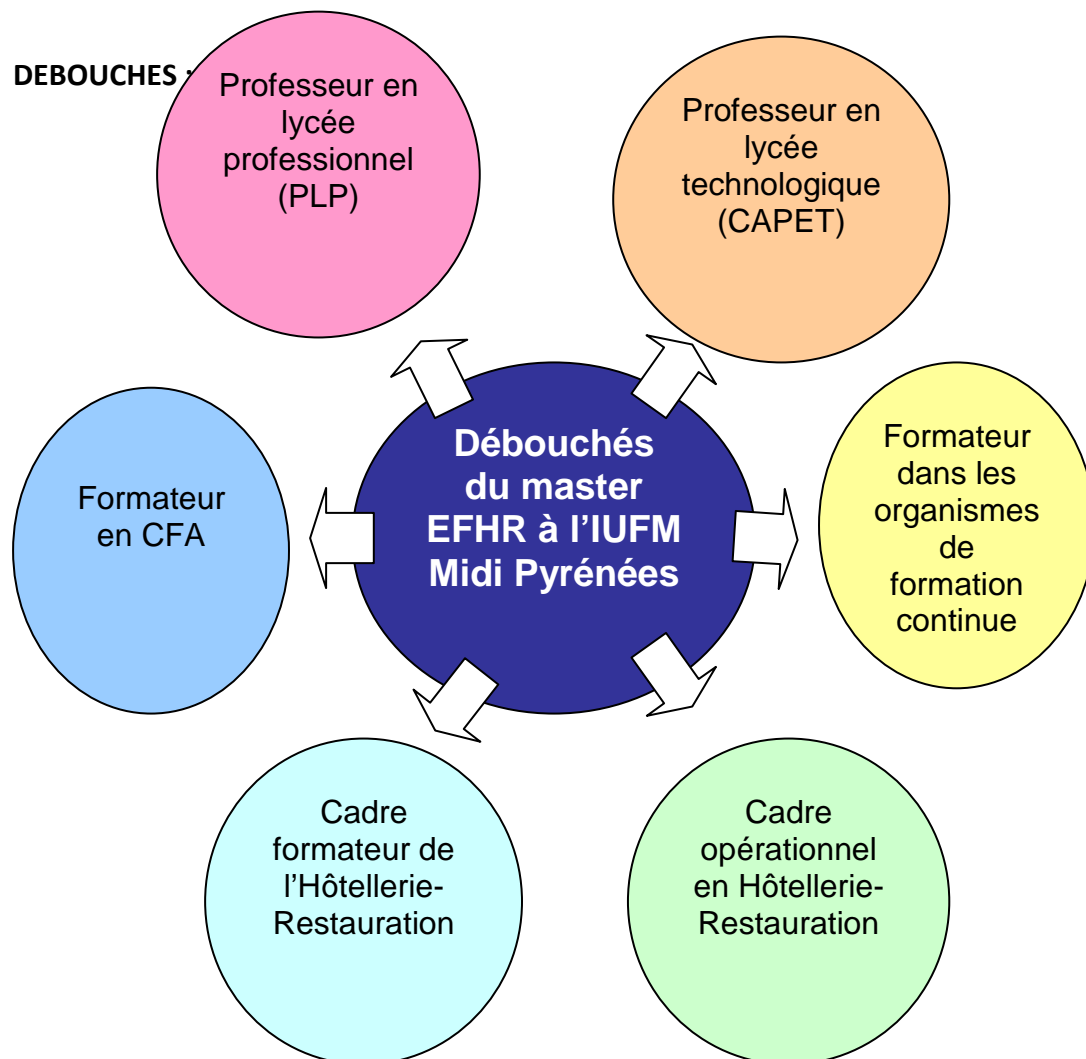 DEBOUCHES :
Professeur en
lycée
professionnel
(PLP)
Professeur en
lycée
technologique
(CAPET)
Débouchés
du master
EFHR à l’IUFM
Midi Pyrénées
Formateur
en CFA
Formateur
dans les
organismes
de
formation
continue
Cadre
formateur de
l’Hôtellerie-
Restauration
Cadre
opérationnel
en Hôtellerie-
Restauration